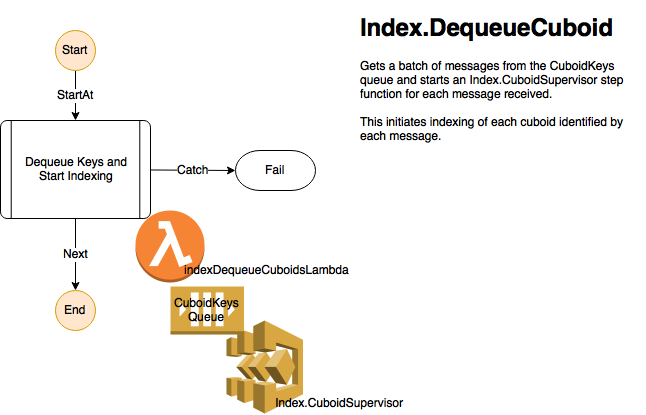 Index.DequeueCuboid
Gets a batch of messages from the CuboidKeys
queue and starts an Index.CuboidSupervisor step
function for each message received.
This initiates indexing of each cuboid identified by
each message.
Start
StartAt
Dequeue Keys and
Start Indexing
Catch
Fail
Next
End
indexDequeueCuboidsLambda
CuboidKeys
Queue
Index.CuboidSupervisor